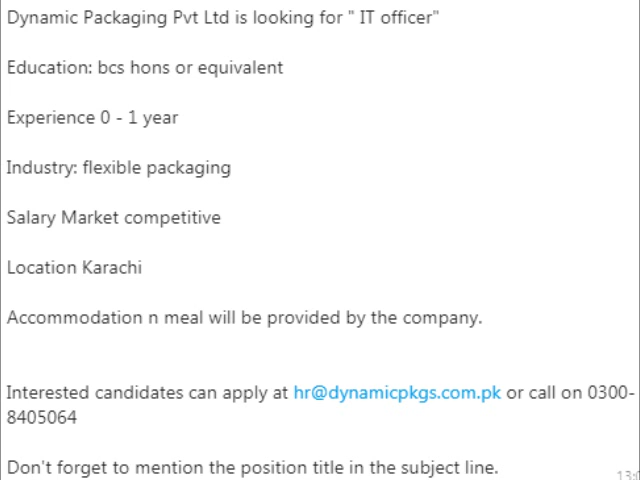 Dynamic Packaging Pvt Ltd is looking for " IT officer"
Education: bcs hons or equivalent
Experience 0 - 1 year
Industry: flexible packaging
Salary Market competitive
Location Karachi
Accommodation n meal will be provided by the company.
Interested candidates can apply at hr@dynamicpkgs.com.pk or call on 0300-
8405064
Don't forget to mention the position title in the subject line.